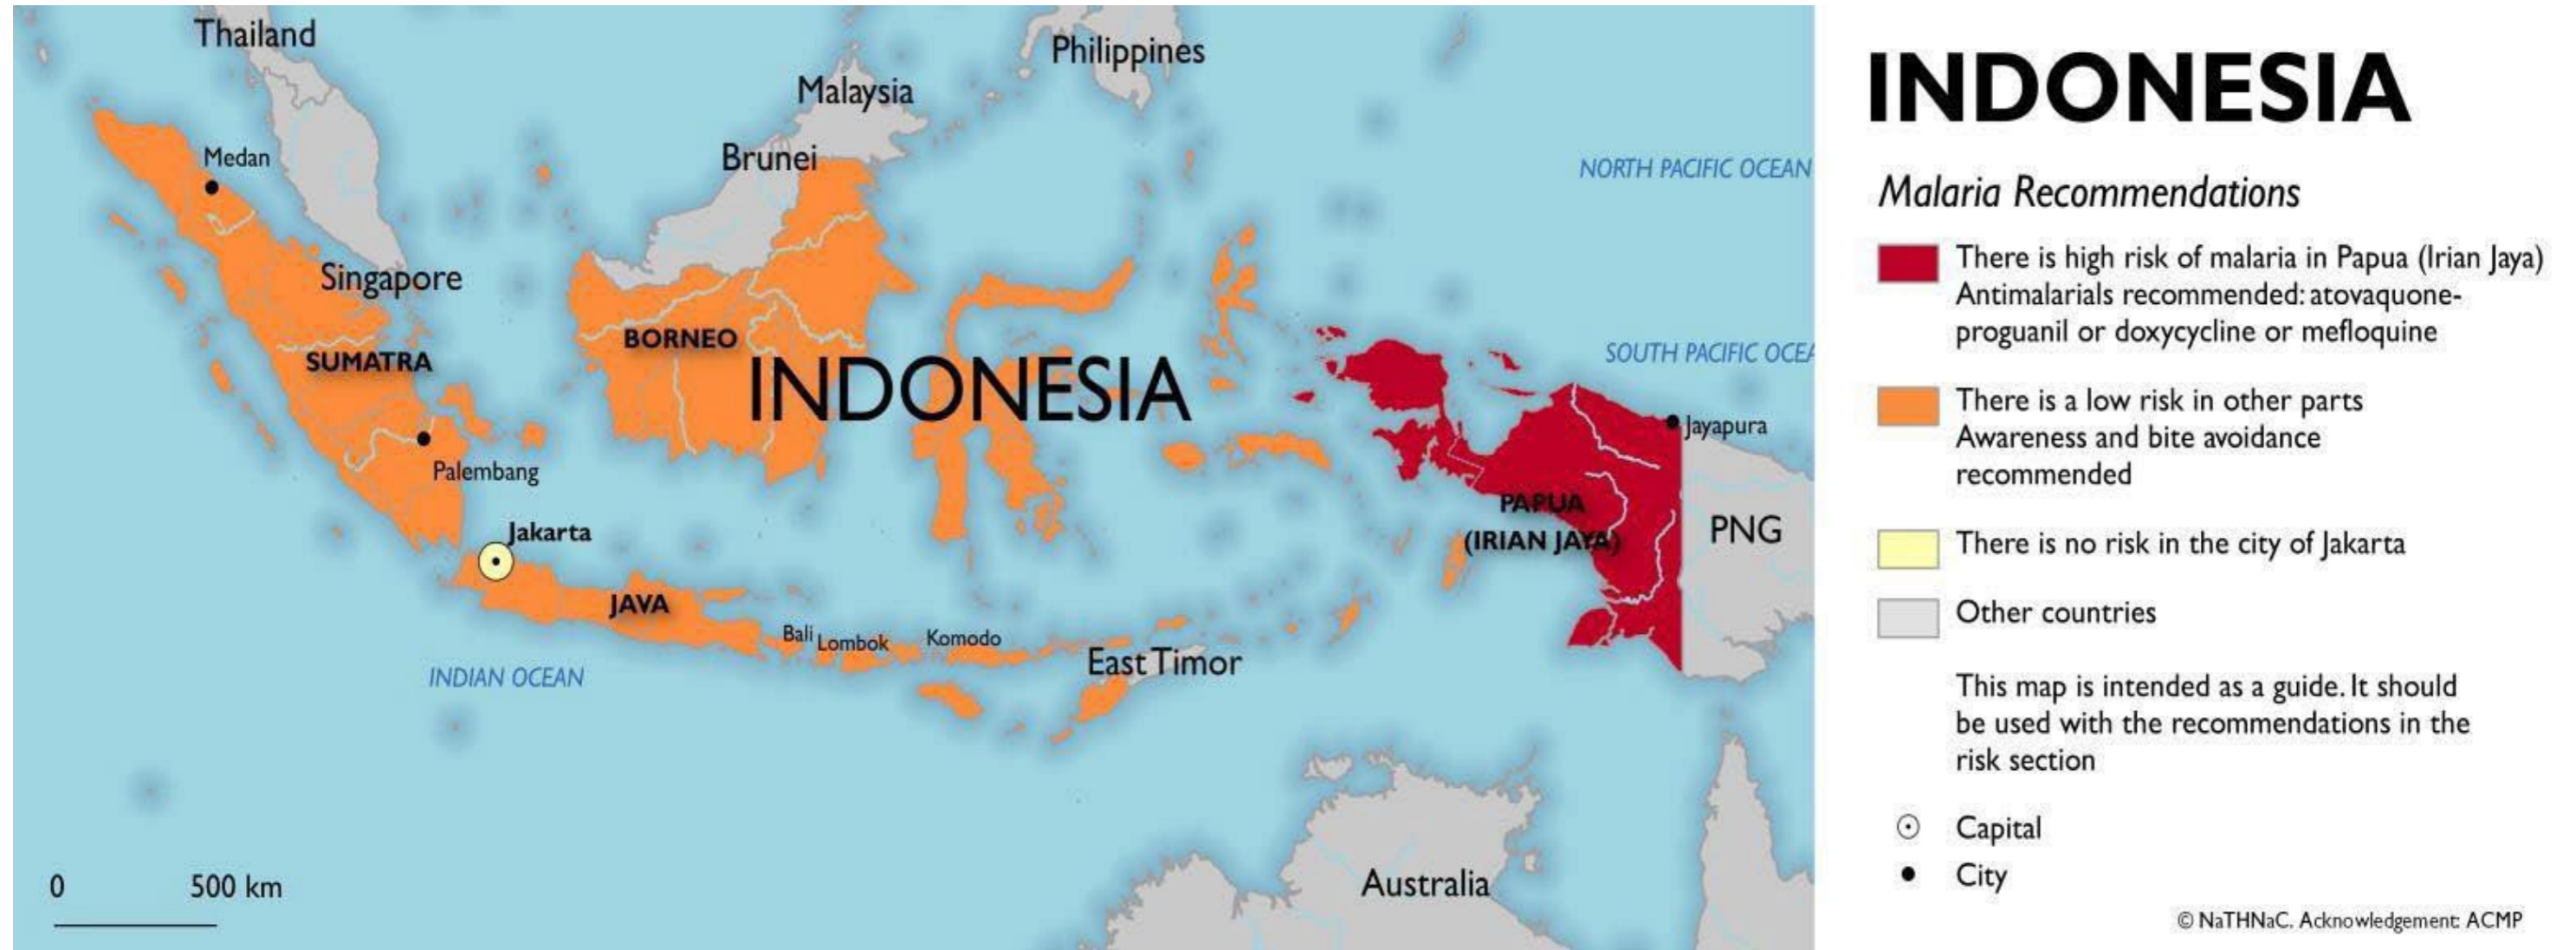 Thailand
Philippines
Malaysia
Brunei
Medan
NORTH PACIFIC OCEAN
Singapore
BORNEO
SUMATRA
INDONESIA
SOUTH PACIFIC OCEA
Jayapura
Palembang
PAPUA
(IRIAN JAYA)
PNG
Jakarta
JAVA
Bali
Lombok
Komodo
East Timor
INDIAN OCEAN
Australia
0 500 km
INDONESIA
Malaria Recommendations
There is high risk of malaria in Papua (Irian Jaya)
Antimalarials recommended: atovaquone-
proguanil or doxycycline or mefloquine
There is a low risk in other parts
Awareness and bite avoidance
recommended
There is no risk in the city of Jakarta
Other countries
This map is intended as a guide. It should
be used with the recommendations in the
risk section
Capital
City
© NaTHNaC. Acknowledgement: ACMP